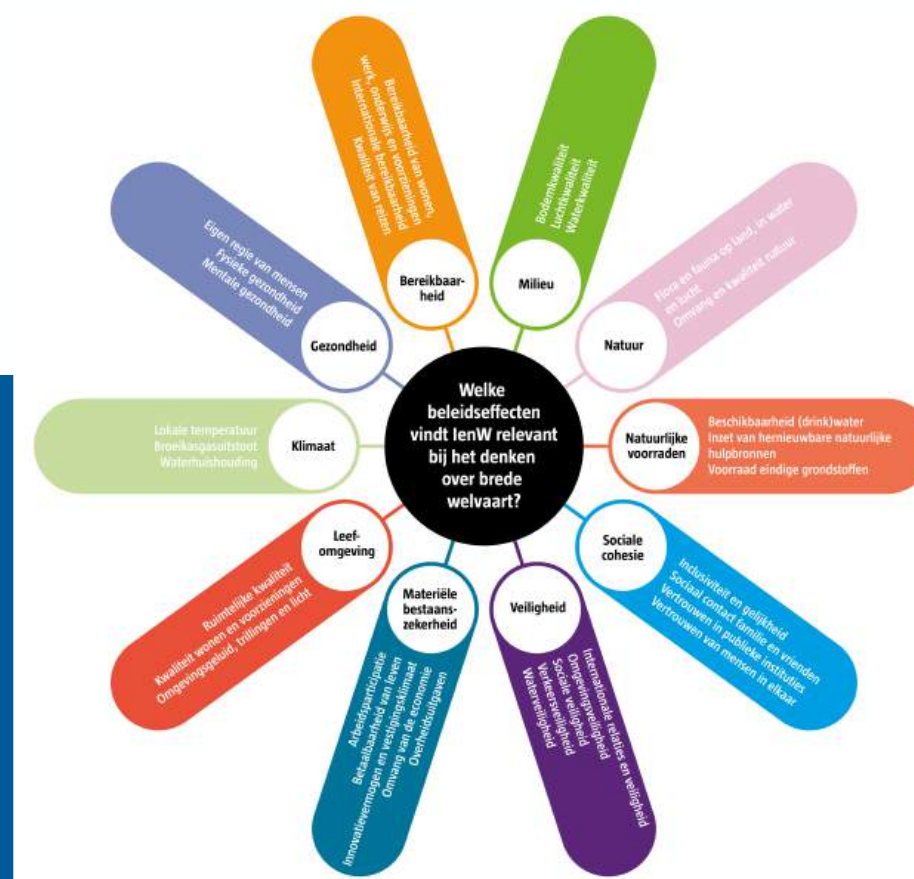 Welke
beleidseffecten
vindt IenW relevant
bij het denken
over brede
welvaart?
Bereikbaar-
heid
Bereikbaarheid van wonen,
werk, onderwijs en voorzieningen
Internationale bereikbaarheid
Kwaliteit van reizen
Milieu
Bodemkwaliteit
Luchtkwaliteit
Waterkwaliteit
Natuur
Flora en fauna op land, in water
en lucht
Omvang en kwaliteit natuur
Natuurlijke
voorraden
Beschikbaarheid (drink)water
Inzet van hernieuwbare natuurlijke
hulpbronnen
Voorraad eindige grondstoffen
Sociale
cohesie
Inclusiviteit en gelijkheid
Sociaal contact familie en vrienden
Vertrouwen in publieke instituties
Vertrouwen van mensen in elkaar
Veiligheid
Internationale relaties en veiligheid
Omgevingsveiligheid
Sociale veiligheid
Verkeersveiligheid
Waterveiligheid
Materiële
bestaans-
zekerheid
Arbeidsparticipatie
Betaalbaarheid van leven
Innovatievermogen en vestigingsklimaat
Omvang van de economie
Overheidsuitgaven
Leef-
omgeving
Ruimtelijke kwaliteit
Kwaliteit wonen en voorzieningen
Omgevingsgeluid, trillingen en licht
Klimaat
Lokale temperatuur
Broeikasgasuitstoot
Waterhuishouding
Gezondheid
Eigen regie van mensen
Fysieke gezondheid
Mentale gezondheid